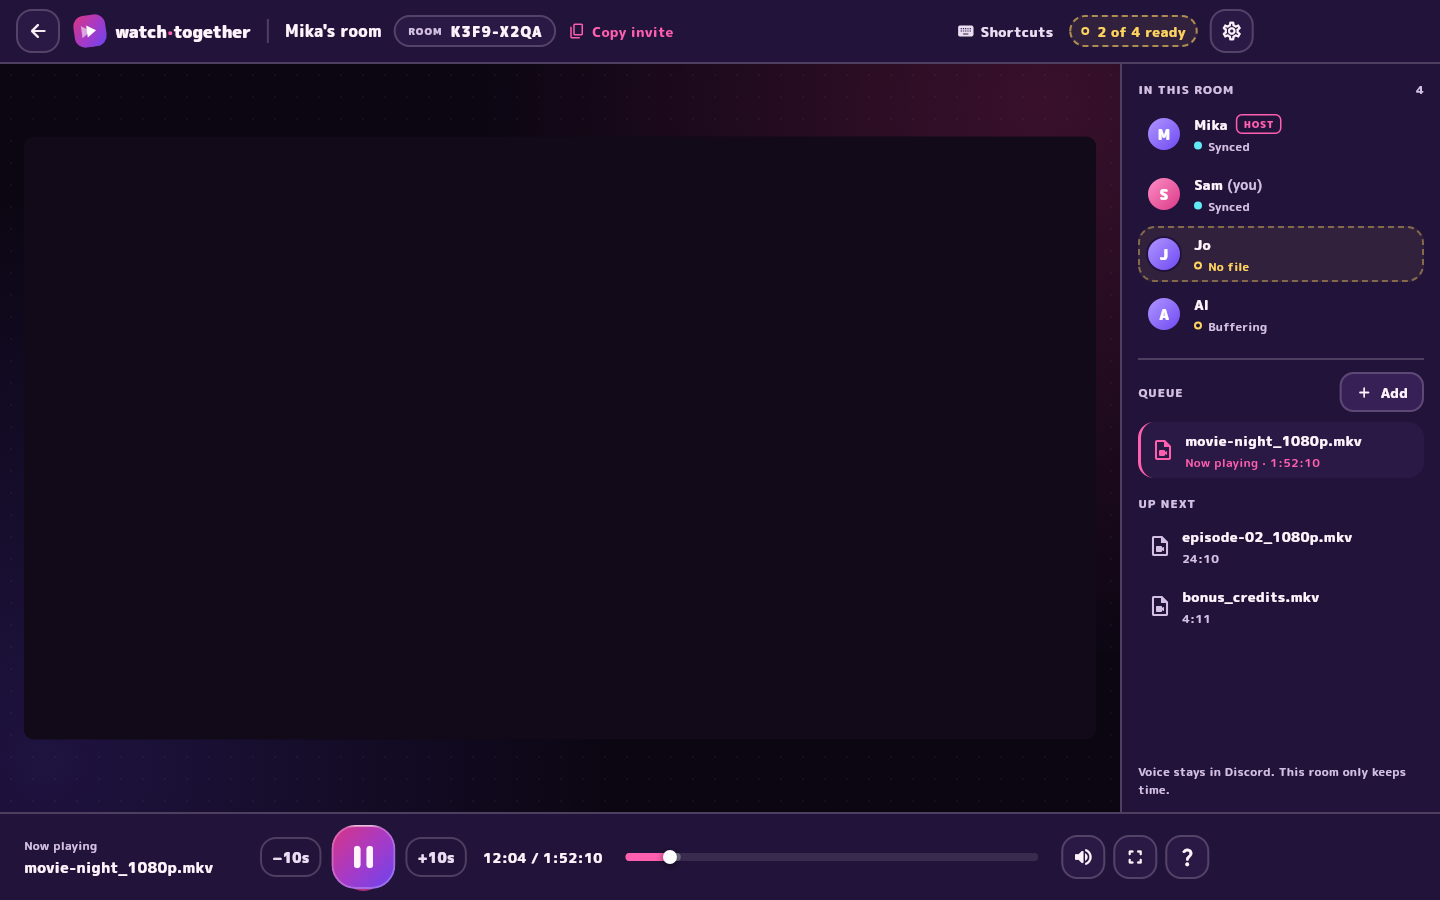 watch·together
Mika's room
ROOM K3F9-X2QA
Copy invite
Shortcuts
2 of 4 ready
IN THIS ROOM 4
M
Mika HOST
Synced
S
Sam (you)
Synced
J
Jo
No file
A
Al
Buffering
QUEUE
+ Add
movie-night_1080p.mkv
Now playing · 1:52:10
UP NEXT
episode-02_1080p.mkv
24:10
bonus_credits.mkv
4:11
Voice stays in Discord. This room only keeps
time.
Now playing
movie-night_1080p.mkv
−10s
+10s
12:04 / 1:52:10
?